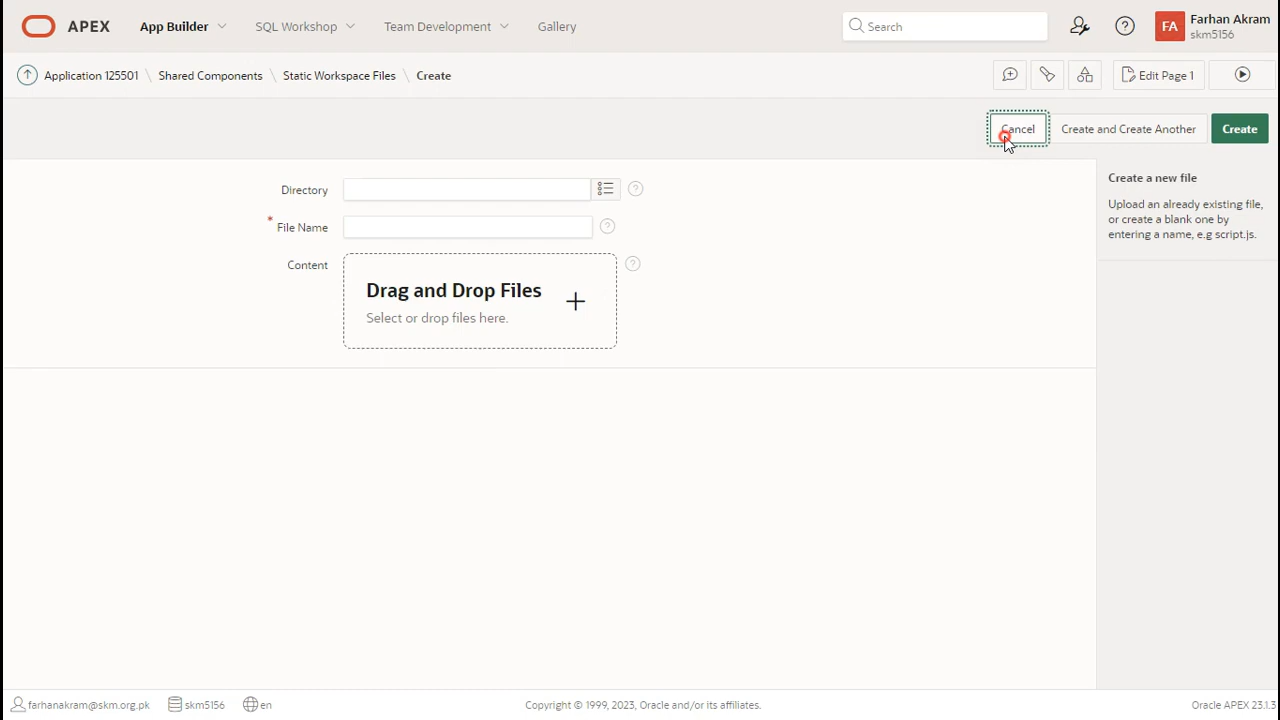 APEX App Builder SQL Workshop Team Development Gallery Search Farhan Akram
FA skm5156
Application 125501 \ Shared Components \ Static Workspace Files \ Create Edit Page 1
Cancel Create and Create Another Create
Directory
* File Name
Content
Drag and Drop Files
Select or drop files here.
Create a new file
Upload an already existing file,
or create a blank one by
entering a name, e.g script.js.
farhanakram@skm.org.pk skm5156 en Copyright © 1999, 2023, Oracle and/or its affiliates. Oracle APEX 23.1.3